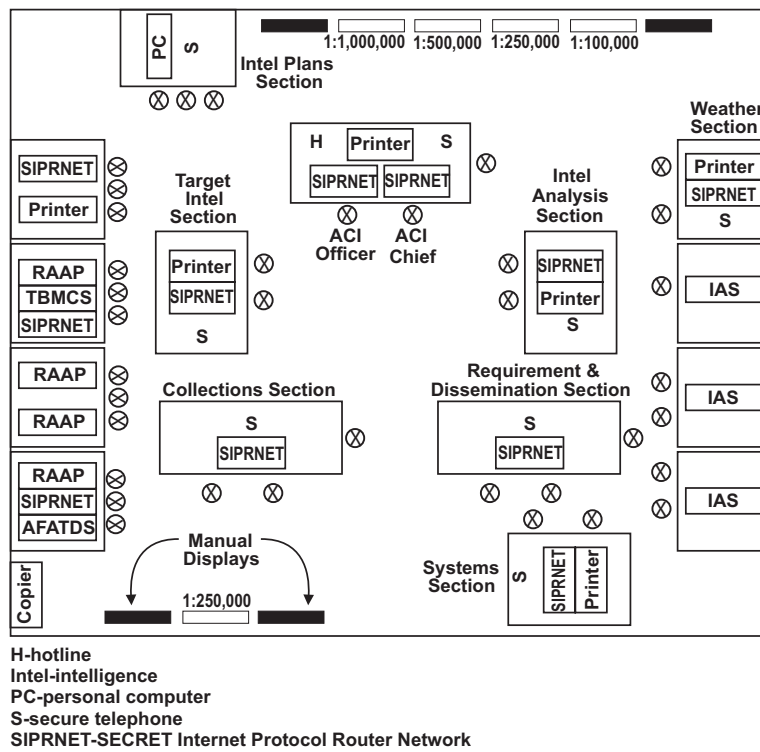 PC
S
Intel Plans
Section
1:1,000,000
1:500,000
1:250,000
1:100,000
H
Printer
S
SIPRNET
SIPRNET
ACI
Officer
ACI
Chief
Weather
Section
Printer
SIPRNET
S
SIPRNET
Printer
Target
Intel
Section
Printer
SIPRNET
S
Intel
Analysis
Section
SIPRNET
Printer
S
RAAP
TBMCS
SIPRNET
IAS
RAAP
RAAP
Collections Section
S
SIPRNET
Requirement &
Dissemination Section
S
SIPRNET
IAS
RAAP
SIPRNET
AFATDS
IAS
Manual
Displays
Systems
Section
S
SIPRNET
Printer
Copier
1:250,000
H-hotline
Intel-intelligence
PC-personal computer
S-secure telephone
SIPRNET-SECRET Internet Protocol Router Network